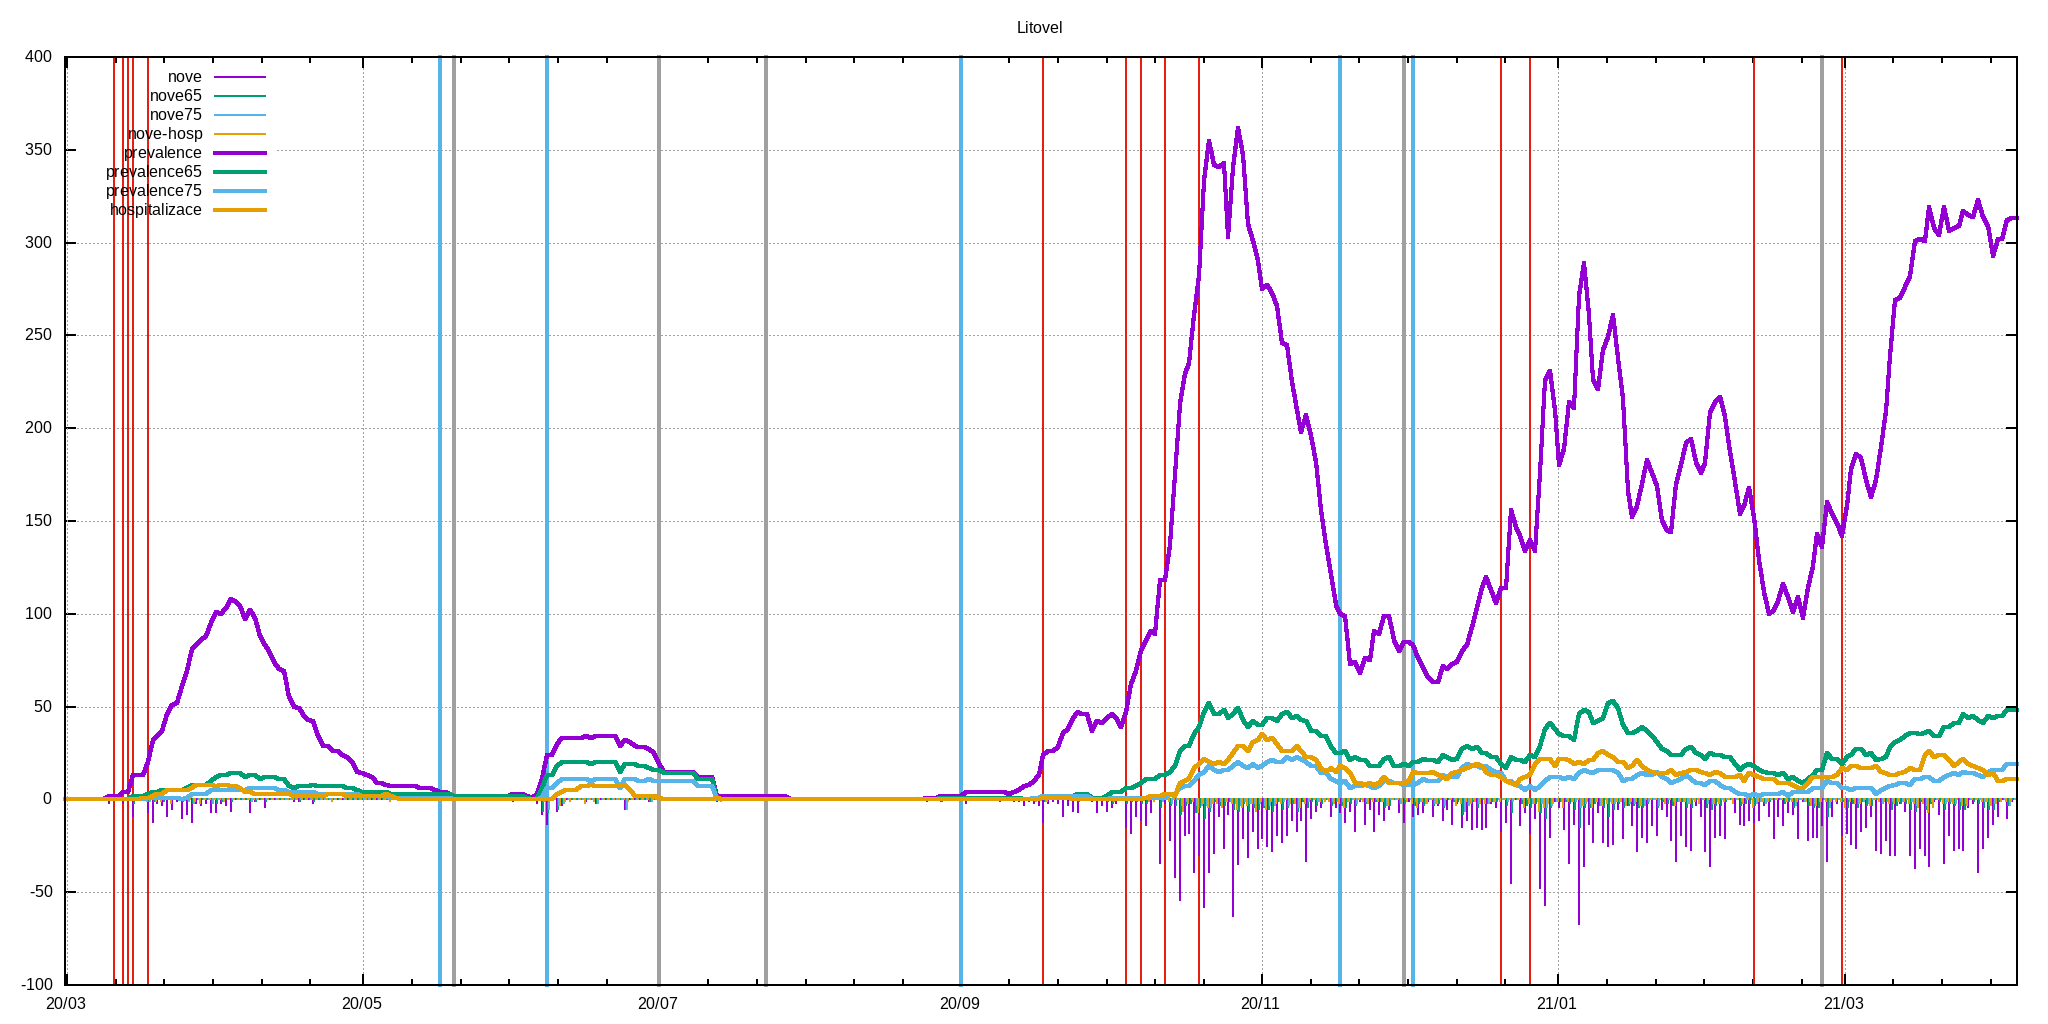 Litovel
400
350
300
250
200
150
100
50
0
-50
-100
nove
nove65
nove75
nove-hosp
prevalence
prevalence65
prevalence75
hospitalizace
20/03 20/05 20/07 20/09 20/11 21/01 21/03